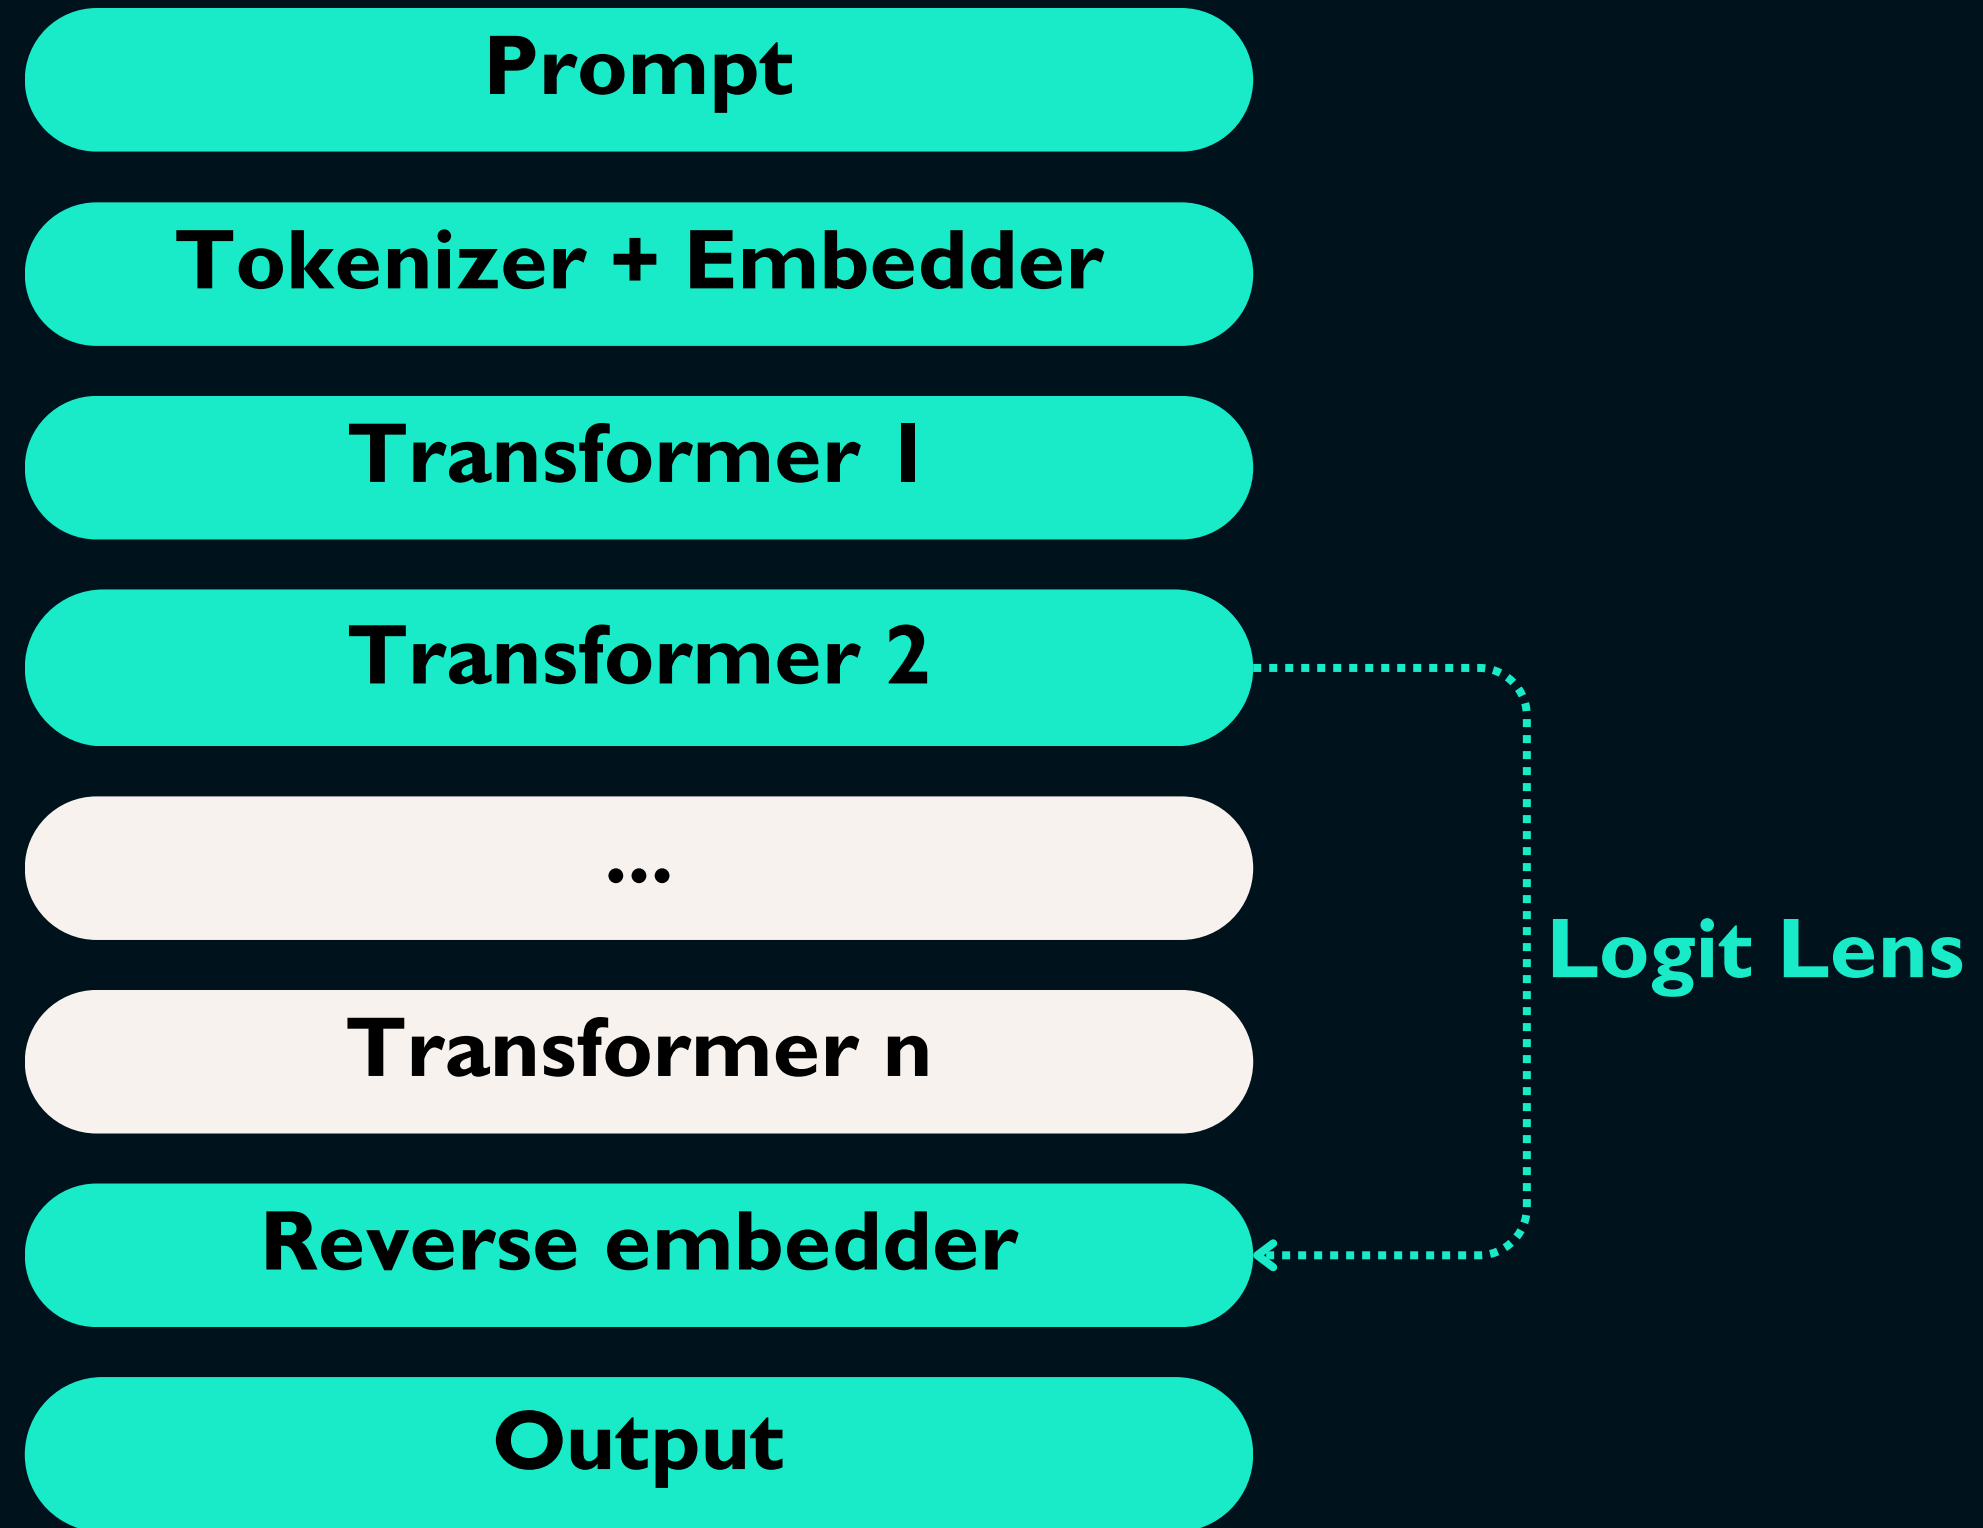 Prompt
Tokenizer + Embedder
Transformer 1
Transformer 2
...
Logit Lens
Transformer n
Reverse embedder
Output